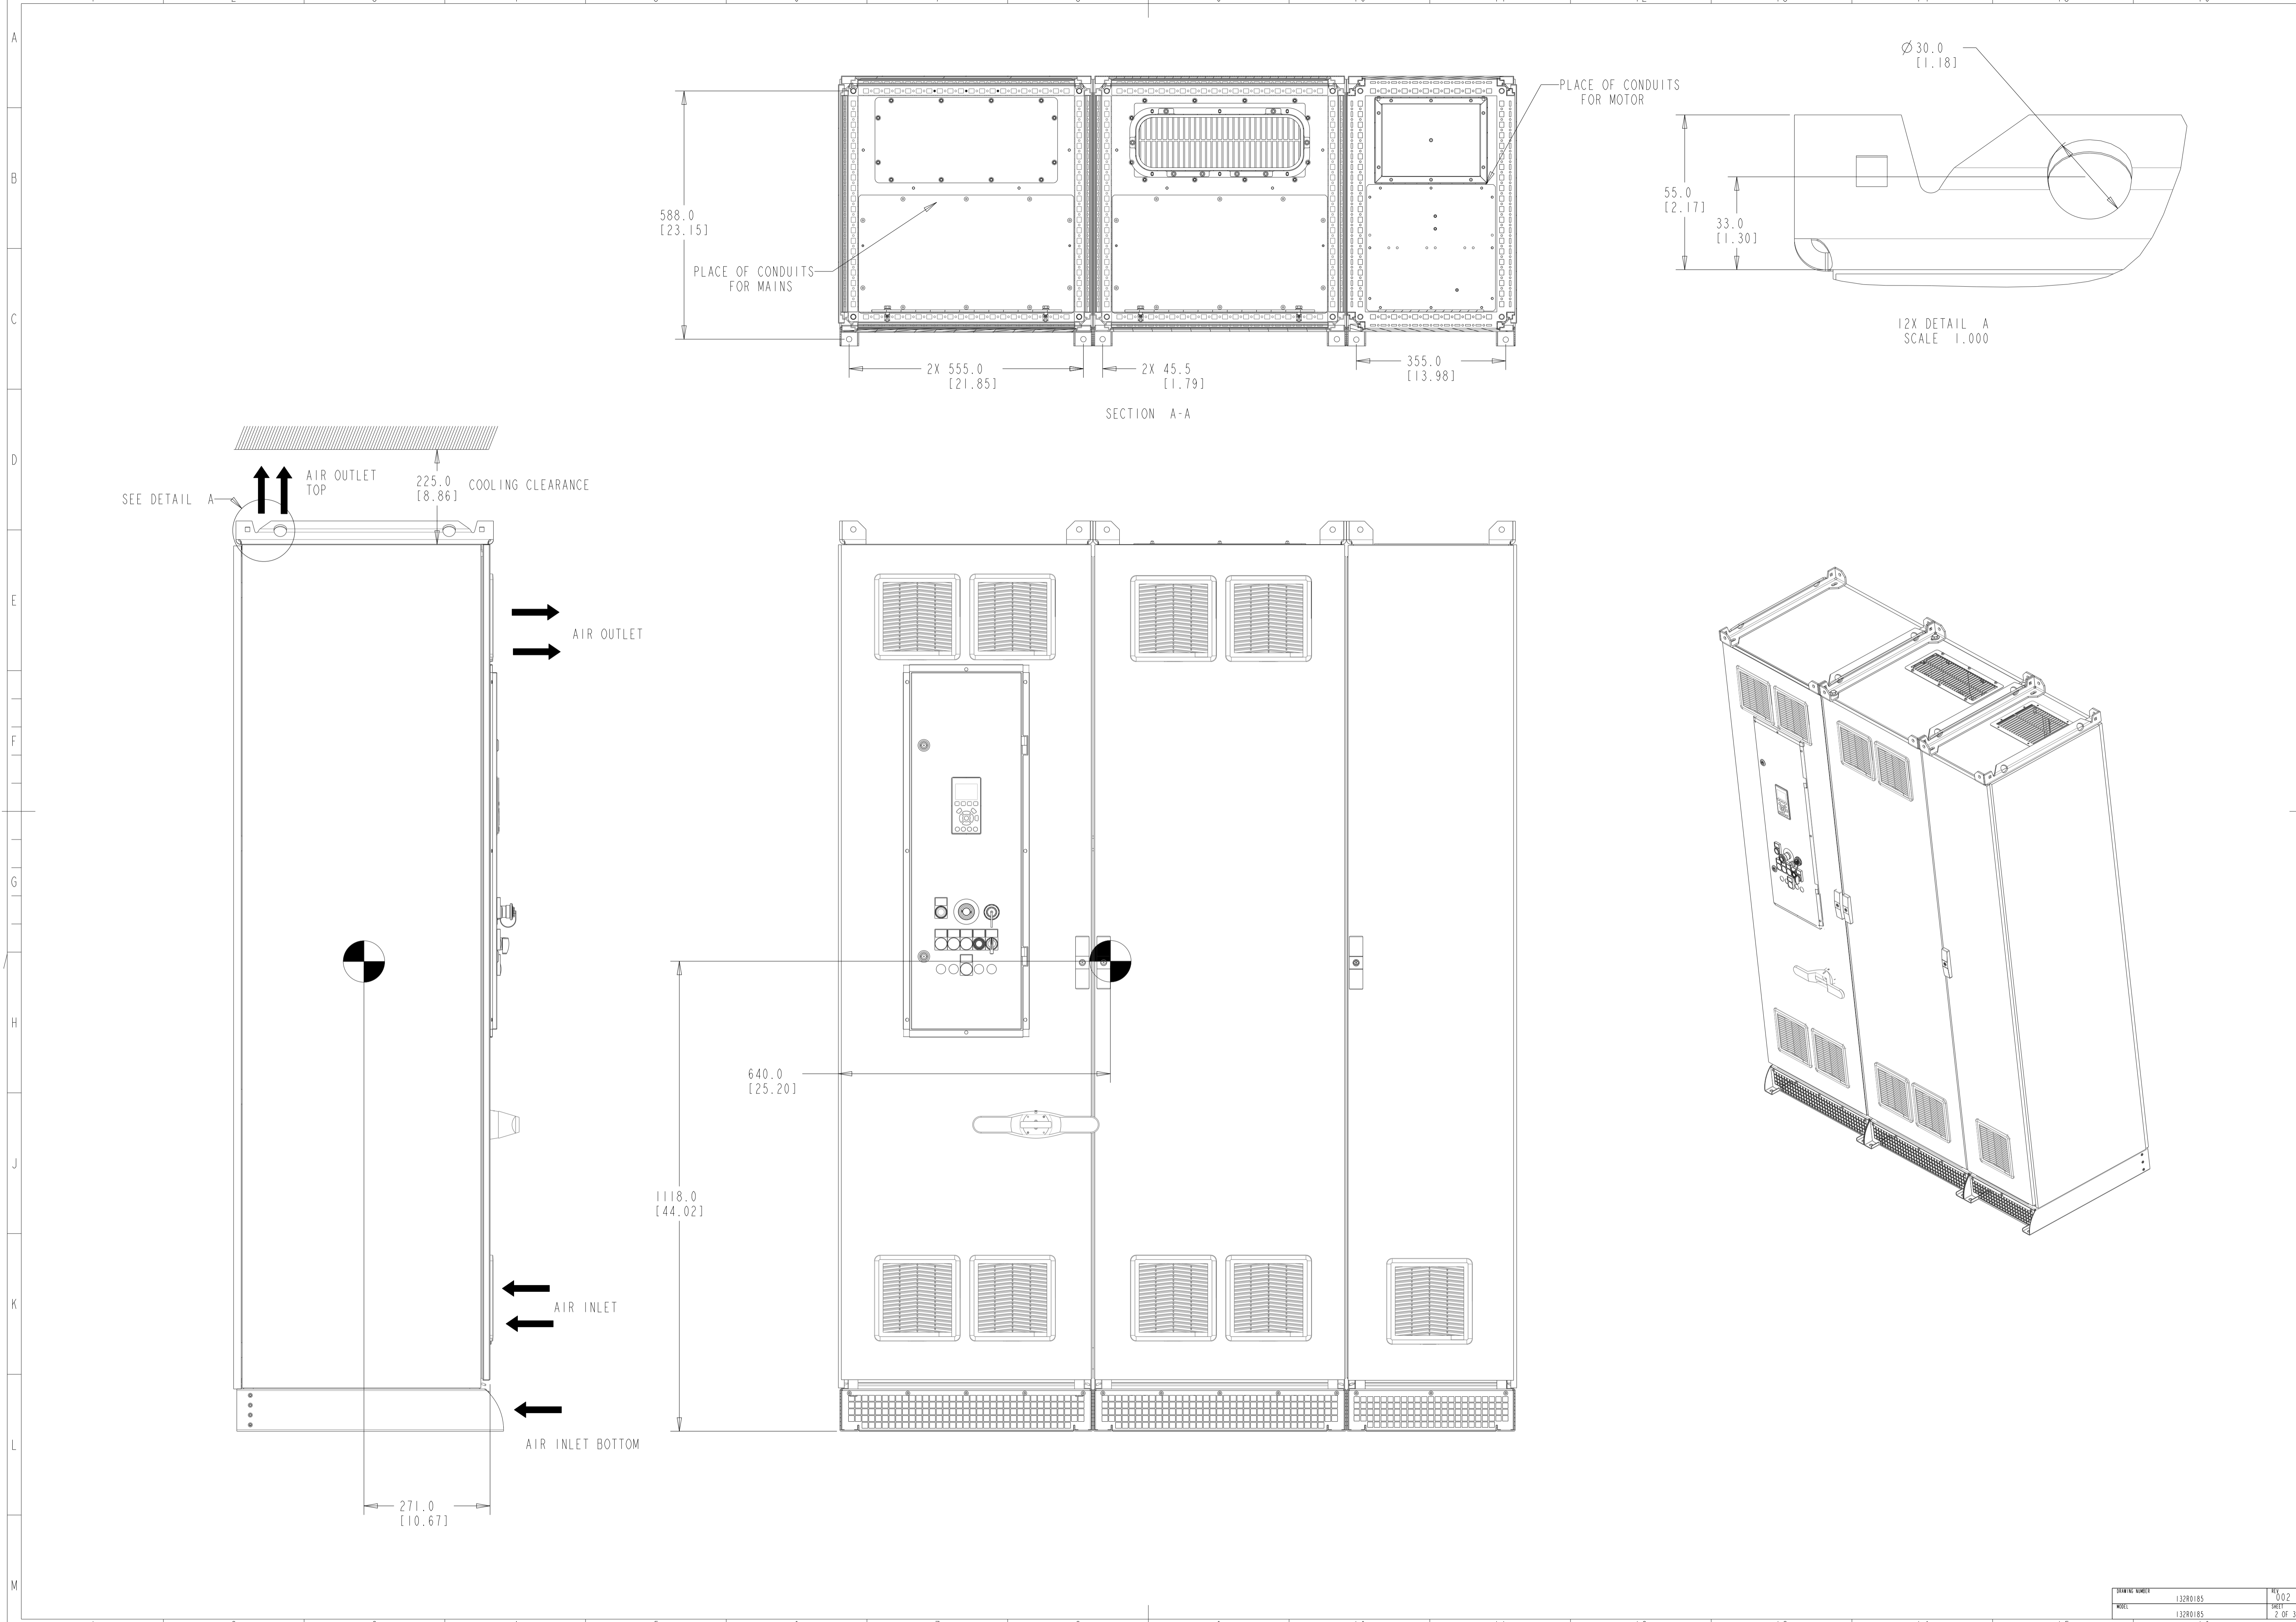 A
B
C
D
E
F
G
H
J
K
L
M
PLACE OF CONDUITS
FOR MOTOR
Ø30.0
[1.18]
588.0
[23.15]
PLACE OF CONDUITS
FOR MAINS
2X 555.0
[21.85]
2X 45.5
[1.79]
355.0
[13.98]
SECTION A-A
55.0
[2.17]
33.0
[1.30]
12X DETAIL A
SCALE 1.000
SEE DETAIL A
AIR OUTLET
TOP
225.0
[8.86]
COOLING CLEARANCE
AIR OUTLET
640.0
[25.20]
1118.0
[44.02]
AIR INLET
AIR INLET BOTTOM
271.0
[10.67]
DRAWING NUMBER
132R0185
REV
002
MODEL
132R0185
SHEET
2 OF 3